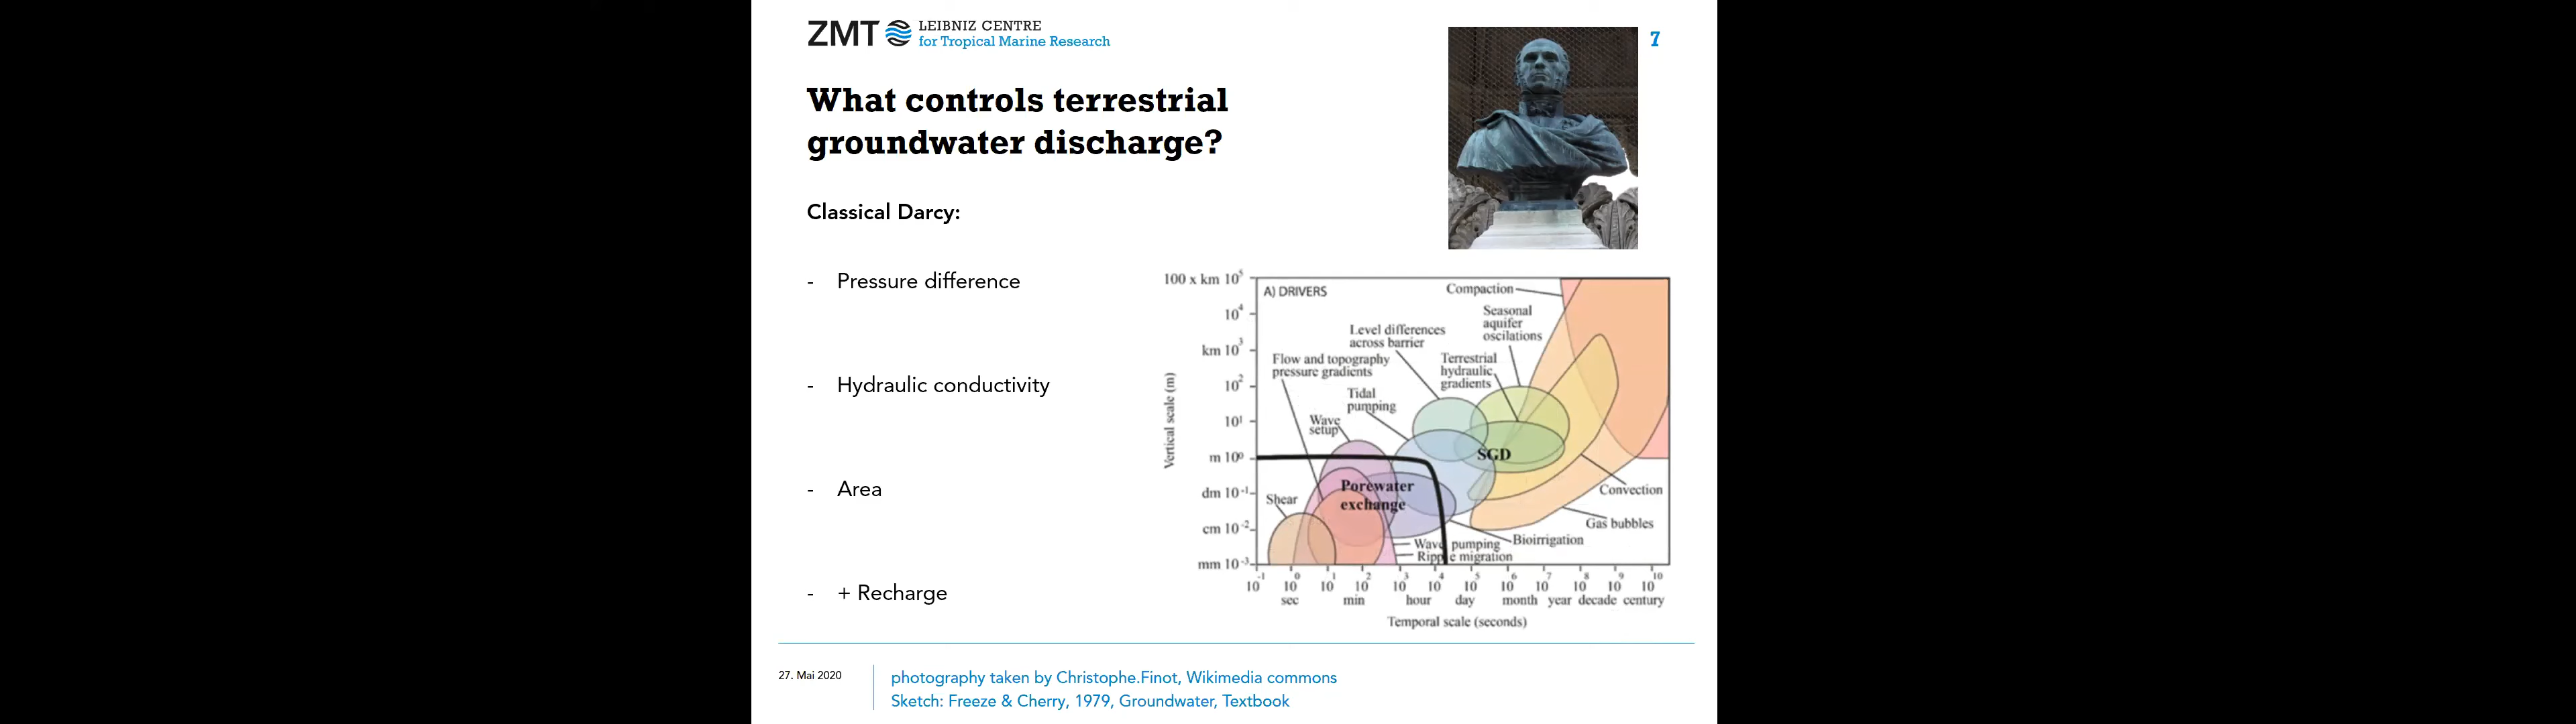 ZMT LEIBNIZ CENTRE
for Tropical Marine Research
7
What controls terrestrial
groundwater discharge?
Classical Darcy:
- Pressure difference
- Hydraulic conductivity
- Area
- + Recharge
A) DRIVERS
Vertical scale (m)
100 x km 10⁵
10⁴
km 10³
10²
10¹
m 10⁰
dm 10⁻¹
cm 10⁻²
mm 10⁻³
Compaction
Seasonal
aquifer
oscilations
Level differences
across barrier
Flow and topography
pressure gradients
Terrestrial
hydraulic
gradients
Tidal
pumping
Wave
setup
SGD
Porewater
exchange
Shear
Convection
Gas bubbles
Bioirrigation
Wave pumping
Ripple migration
10⁻¹ 10⁰ 10¹ 10² 10³ 10⁴ 10⁵ 10⁶ 10⁷ 10⁸ 10⁹ 10¹⁰
sec min hour day month year decade century
Temporal scale (seconds)
27. Mai 2020
photography taken by Christophe.Finot, Wikimedia commons
Sketch: Freeze & Cherry, 1979, Groundwater, Textbook